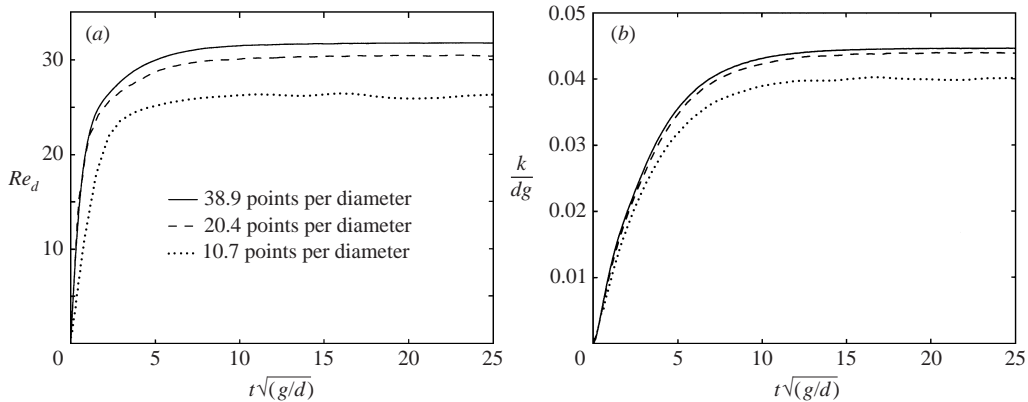 (a)
30
20
10
0
Re_d
38.9 points per diameter
20.4 points per diameter
10.7 points per diameter
0 5 10 15 20 25
t√(g/d)
(b)
0.05
0.04
0.03
0.02
0.01
k
dg
0 5 10 15 20 25
t√(g/d)